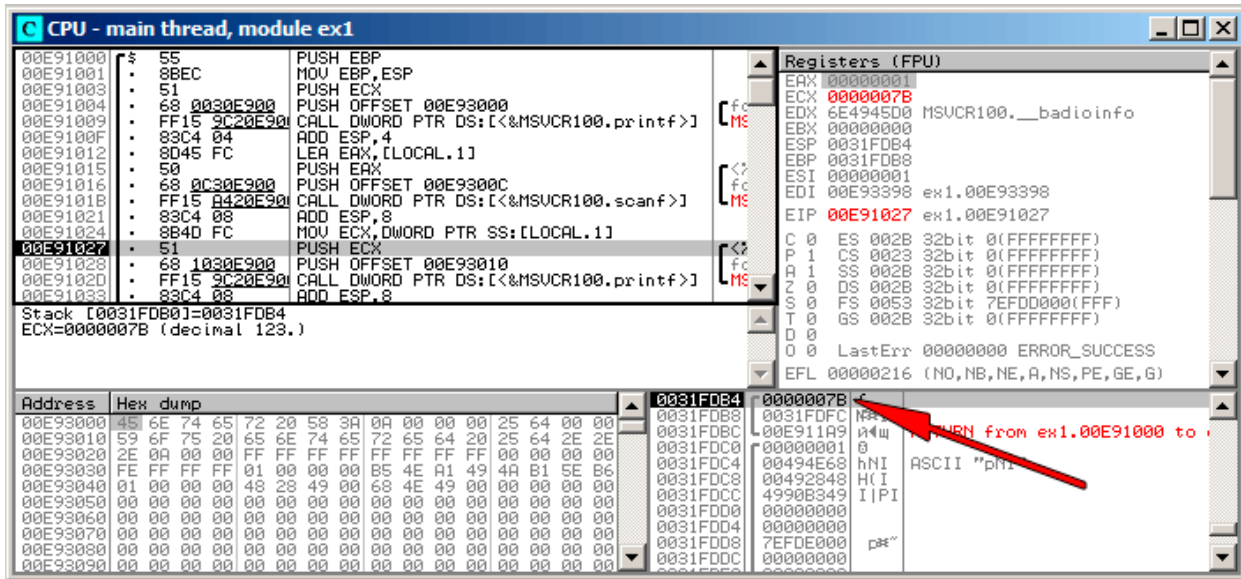 CPU - main thread, module ex1
00E91000 $ 55 PUSH EBP
00E91001 . 8BEC MOV EBP,ESP
00E91003 . 51 PUSH ECX
00E91004 . 68 0030E900 PUSH OFFSET 00E93000
00E91009 . FF15 9C20E90 CALL DWORD PTR DS:[<&MSVCR100.printf>]
00E9100F . 83C4 04 ADD ESP,4
00E91012 . 8D45 FC LEA EAX,[LOCAL.1]
00E91015 . 50 PUSH EAX
00E91016 . 68 0C30E900 PUSH OFFSET 00E9300C
00E9101B . FF15 A420E90 CALL DWORD PTR DS:[<&MSVCR100.scanf>]
00E91021 . 83C4 08 ADD ESP,8
00E91024 . 8B4D FC MOV ECX,DWORD PTR SS:[LOCAL.1]
00E91027 . 51 PUSH ECX
00E91028 . 68 1030E900 PUSH OFFSET 00E93010
00E9102D . FF15 9C20E90 CALL DWORD PTR DS:[<&MSVCR100.printf>]
00E91033 . 83C4 08 ADD ESP,8
Stack [0031FDB0]=0031FDB4
ECX=0000007B (decimal 123.)
Registers (FPU)
EAX 00000001
ECX 0000007B
EDX 6E4945D0 MSVCR100.__badioinfo
EBX 00000000
ESP 0031FDB4
EBP 0031FDB8
ESI 00000001
EDI 00E93398 ex1.00E93398
EIP 00E91027 ex1.00E91027
C 0 ES 002B 32bit 0(FFFFFFFF)
P 1 CS 0023 32bit 0(FFFFFFFF)
A 1 SS 002B 32bit 0(FFFFFFFF)
Z 0 DS 002B 32bit 0(FFFFFFFF)
S 0 FS 0053 32bit 7EFDD000(FFF)
T 0 GS 002B 32bit 0(FFFFFFFF)
D 0
O 0 LastErr 00000000 ERROR_SUCCESS
EFL 00000216 (NO,NB,NE,A,NS,PE,GE,G)
Address Hex dump
00E93000 45 6E 74 65 72 20 58 3A 0A 00 00 00 25 64 00 00
00E93010 59 6F 75 20 65 6E 74 65 72 65 64 20 25 64 2E 2E
00E93020 2E 0A 00 00 FF FF FF FF FF FF FF FF 00 00 00 00
00E93030 FE FF FF FF 01 00 00 00 B5 4E A1 49 4A B1 5E B6
00E93040 01 00 00 00 48 28 49 00 68 4E 49 00 00 00 00 00
00E93050 00 00 00 00 00 00 00 00 00 00 00 00 00 00 00 00
00E93060 00 00 00 00 00 00 00 00 00 00 00 00 00 00 00 00
00E93070 00 00 00 00 00 00 00 00 00 00 00 00 00 00 00 00
00E93080 00 00 00 00 00 00 00 00 00 00 00 00 00 00 00 00
00E93090 00 00 00 00 00 00 00 00 00 00 00 00 00 00 00 00
0031FDB4 0000007B {
0031FDB8 0031FDFC
0031FDBC 00E911A9 RETURN from ex1.00E91000 to
0031FDC0 00000001
0031FDC4 00494E68 hNI ASCII "pNI"
0031FDC8 00492848 H(I
0031FDCC 4990B349 I|PI
0031FDD0 00000000
0031FDD4 00000000
0031FDD8 7EFDE000
0031FDDC 00000000